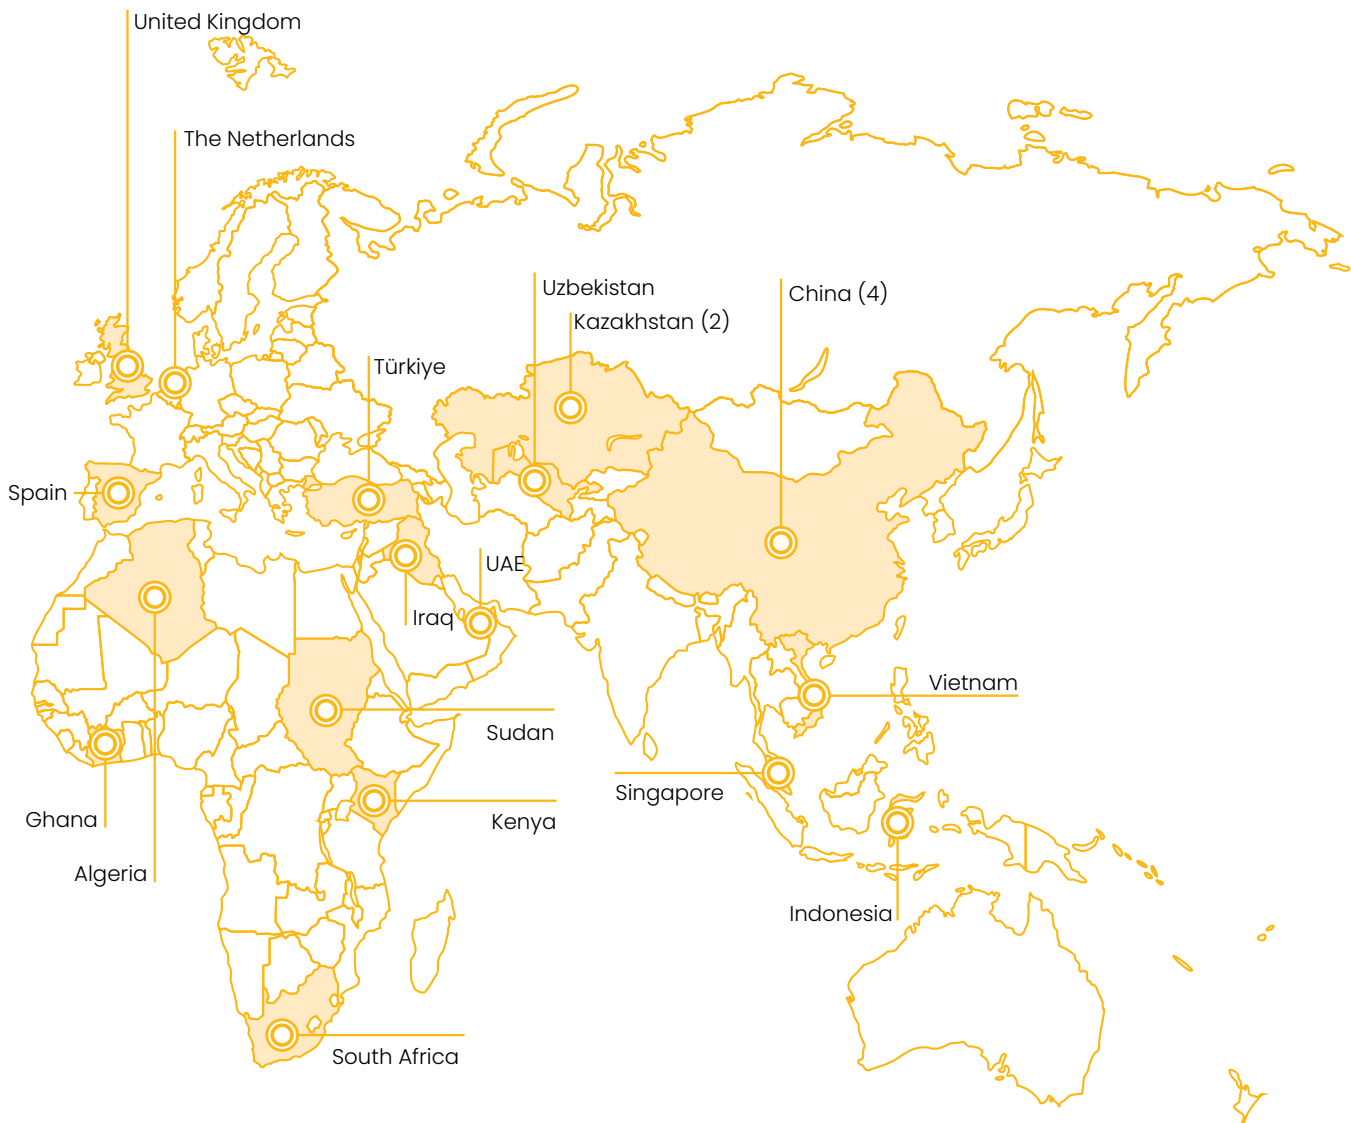 United Kingdom
The Netherlands
Uzbekistan
China (4)
Kazakhstan (2)
Türkiye
Spain
UAE
Iraq
Vietnam
Sudan
Singapore
Ghana
Kenya
Algeria
Indonesia
South Africa